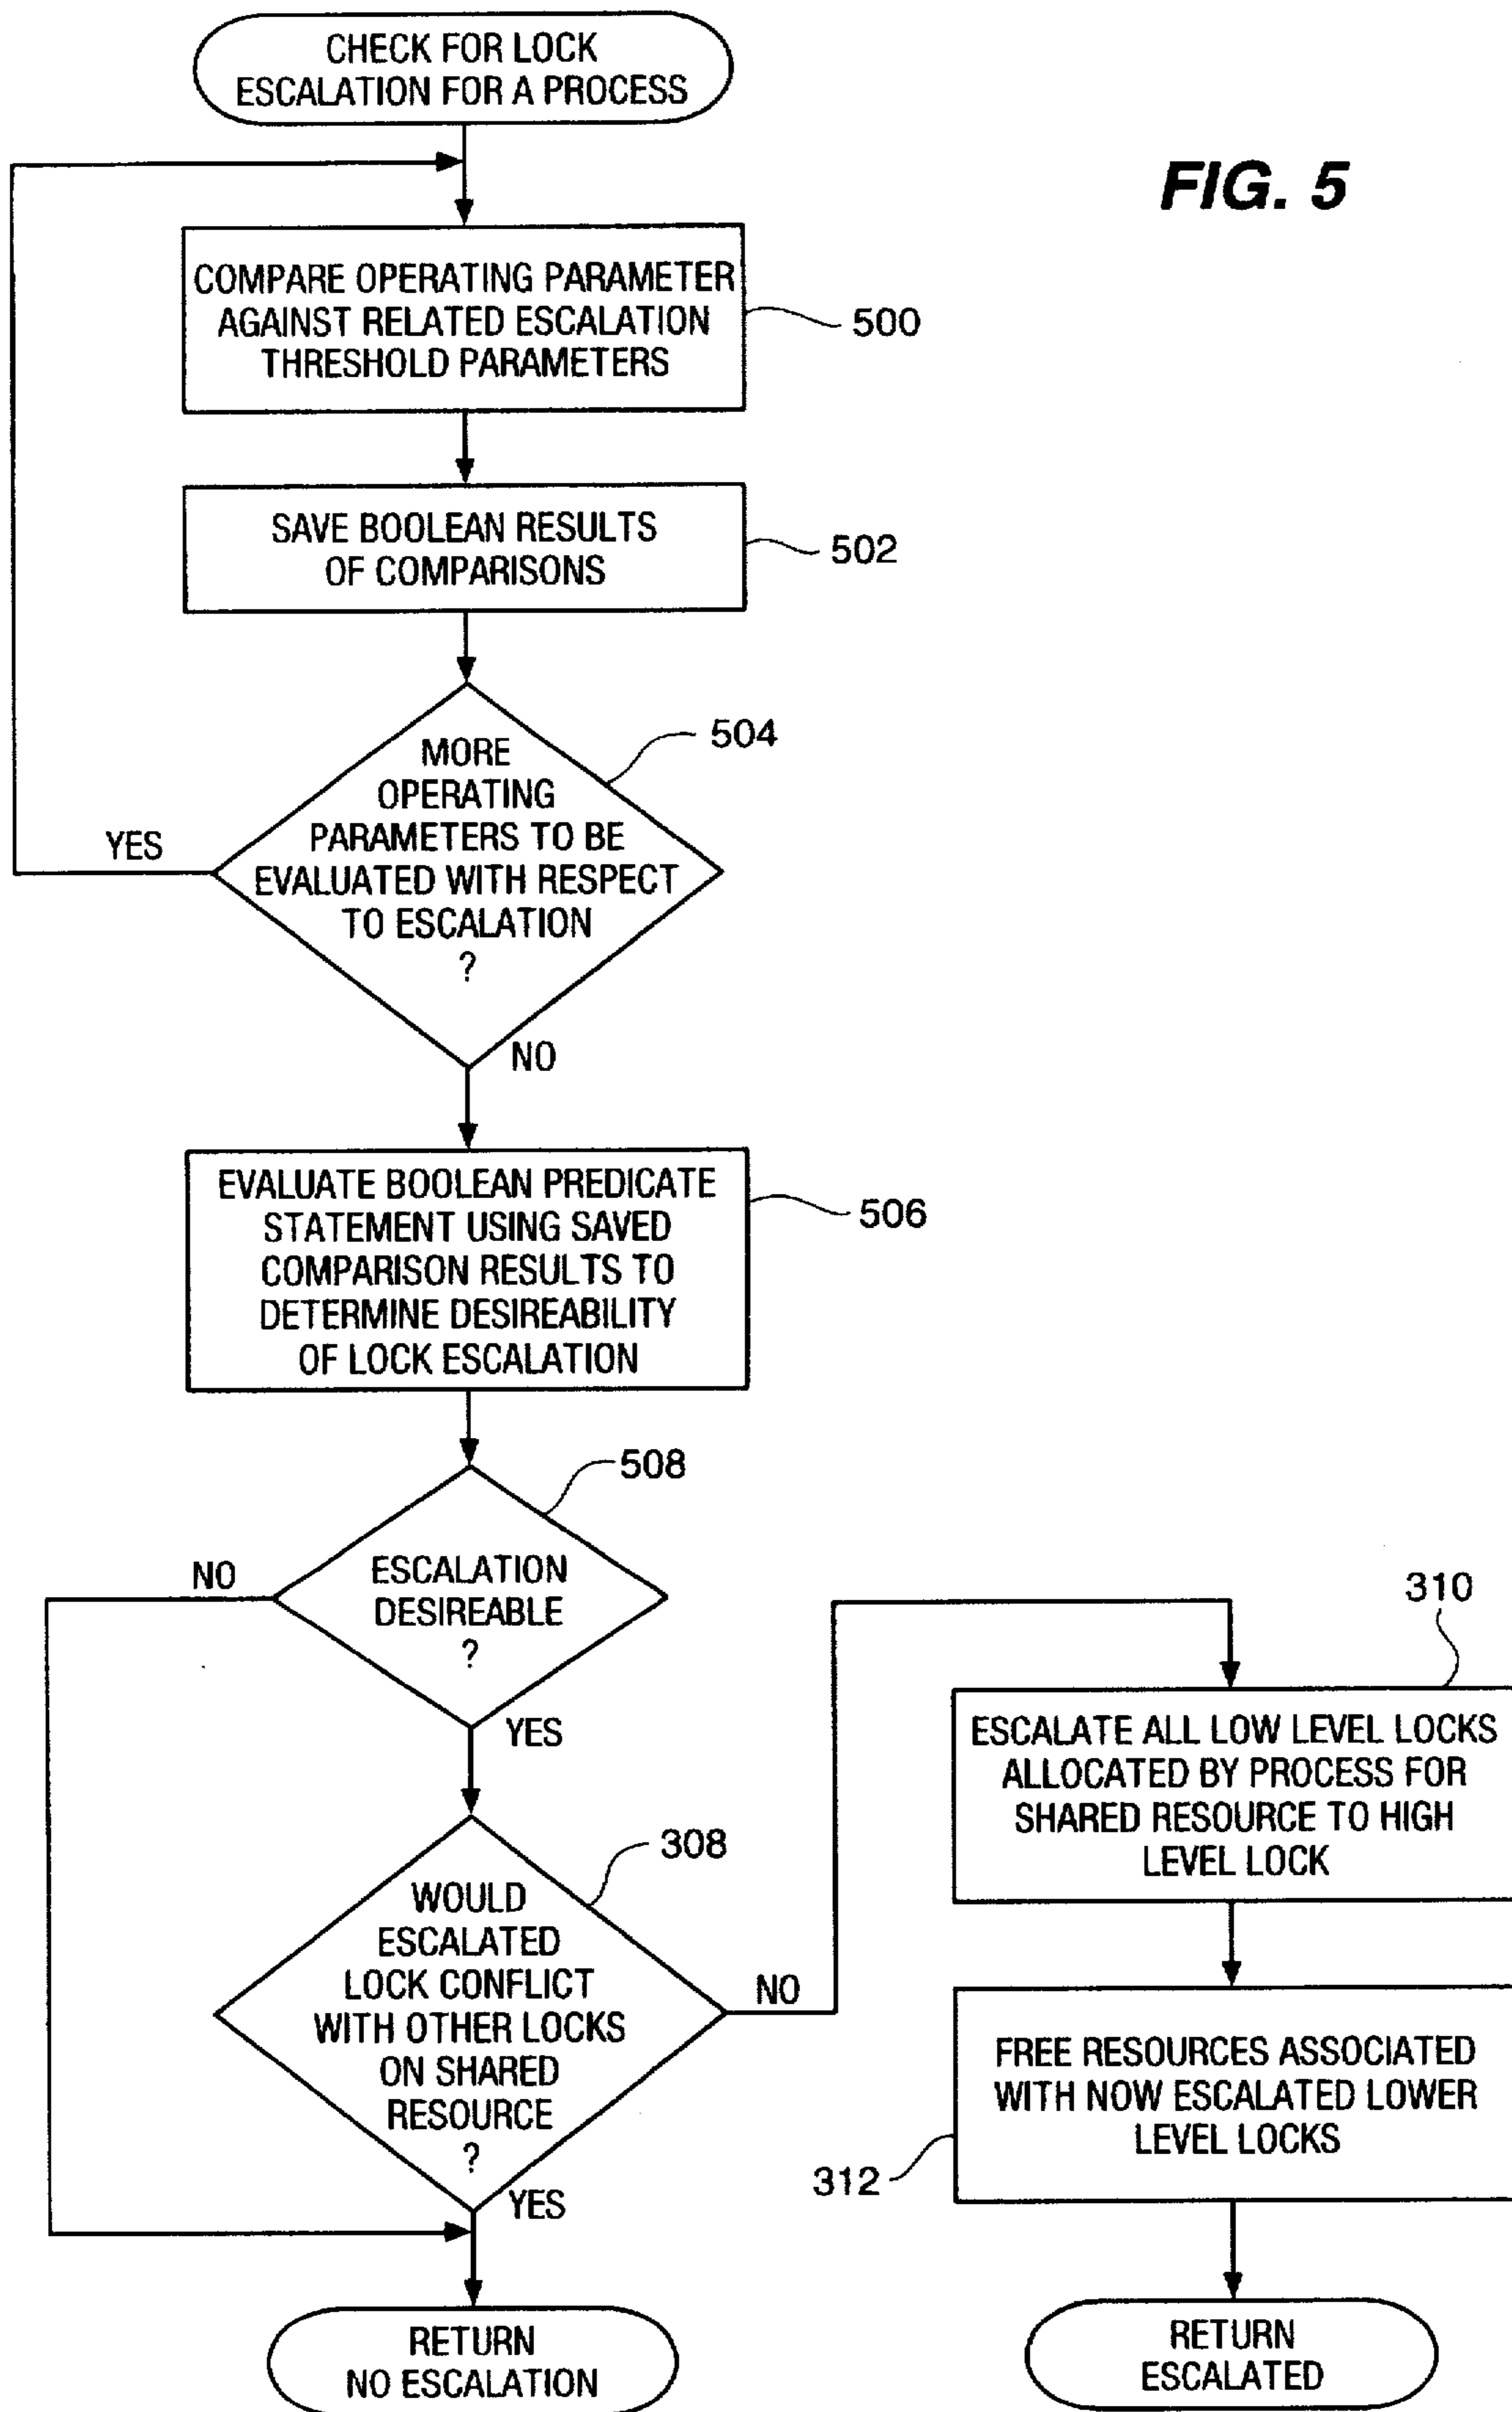 CHECK FOR LOCK
ESCALATION FOR A PROCESS
FIG. 5
COMPARE OPERATING PARAMETER
AGAINST RELATED ESCALATION
THRESHOLD PARAMETERS
500
SAVE BOOLEAN RESULTS
OF COMPARISONS
502
MORE
OPERATING
PARAMETERS TO BE
EVALUATED WITH RESPECT
TO ESCALATION
?
504
YES
NO
EVALUATE BOOLEAN PREDICATE
STATEMENT USING SAVED
COMPARISON RESULTS TO
DETERMINE DESIREABILITY
OF LOCK ESCALATION
506
508
ESCALATION
DESIREABLE
?
NO
YES
308
WOULD
ESCALATED
LOCK CONFLICT
WITH OTHER LOCKS
ON SHARED
RESOURCE
?
NO
YES
310
ESCALATE ALL LOW LEVEL LOCKS
ALLOCATED BY PROCESS FOR
SHARED RESOURCE TO HIGH
LEVEL LOCK
FREE RESOURCES ASSOCIATED
WITH NOW ESCALATED LOWER
LEVEL LOCKS
312
RETURN
NO ESCALATION
RETURN
ESCALATED